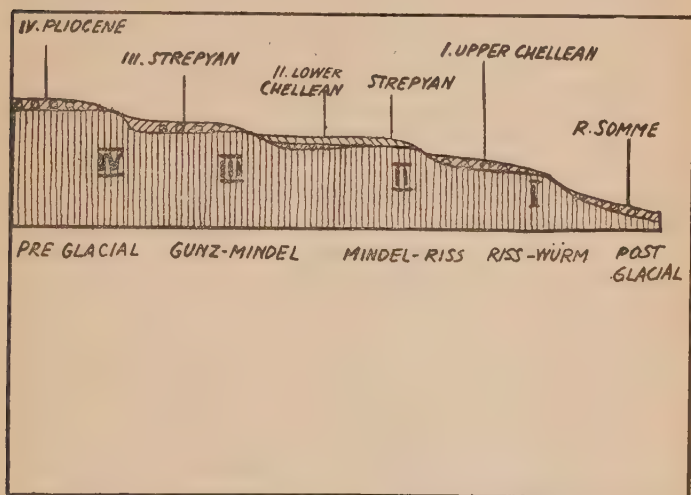 IV. PLIOCENE
III. STREPYAN
II. LOWER
CHELLEAN
STREPYAN
I. UPPER CHELLEAN
R. SOMME
IV
III
II
I
PRE GLACIAL
GUNZ-MINDEL
MINDEL-RISS
RISS-WÜRM
POST
GLACIAL